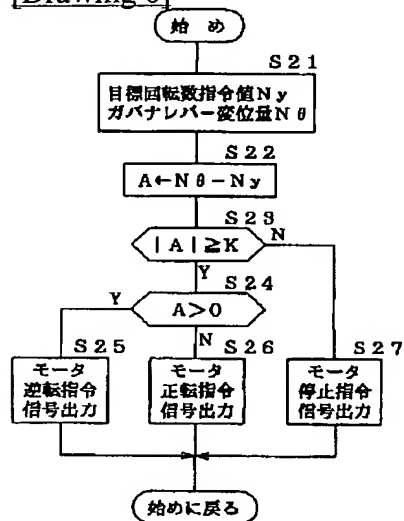 [Drawing 6]
始 め
S21
目標回転数指令値Ny
ガバナレバー変位量Nθ
S22
A←Nθ−Ny
S23
|A|≧K
N
Y
S24
A>0
Y
N
S25
モータ
逆転指令
信号出力
S26
モータ
正転指令
信号出力
S27
モータ
停止指令
信号出力
始めに戻る